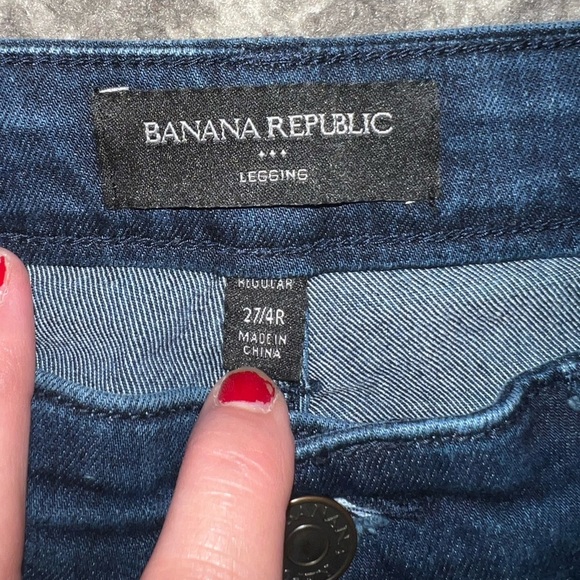 BANANA REPUBLIC
LEGGING
REGULAR
27/4R
MADE IN
CHINA